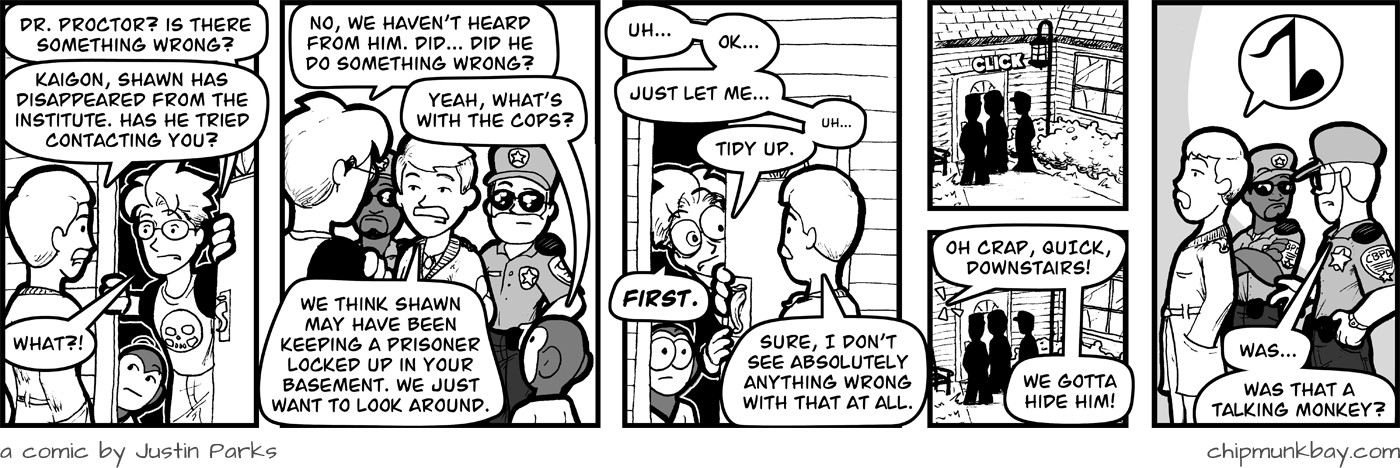 DR. PROCTOR? IS THERE
SOMETHING WRONG?
KAIGON, SHAWN HAS
DISAPPEARED FROM THE
INSTITUTE. HAS HE TRIED
CONTACTING YOU?
WHAT?!
NO, WE HAVEN'T HEARD
FROM HIM. DID... DID HE
DO SOMETHING WRONG?
YEAH, WHAT'S
WITH THE COPS?
WE THINK SHAWN
MAY HAVE BEEN
KEEPING A PRISONER
LOCKED UP IN YOUR
BASEMENT. WE JUST
WANT TO LOOK AROUND.
UH...
OK...
JUST LET ME...
UH...
TIDY UP.
FIRST.
SURE, I DON'T
SEE ABSOLUTELY
ANYTHING WRONG
WITH THAT AT ALL.
CLICK
OH CRAP, QUICK,
DOWNSTAIRS!
WE GOTTA
HIDE HIM!
CBPD
WAS...
WAS THAT A
TALKING MONKEY?
a comic by Justin Parks
chipmunkbay.com